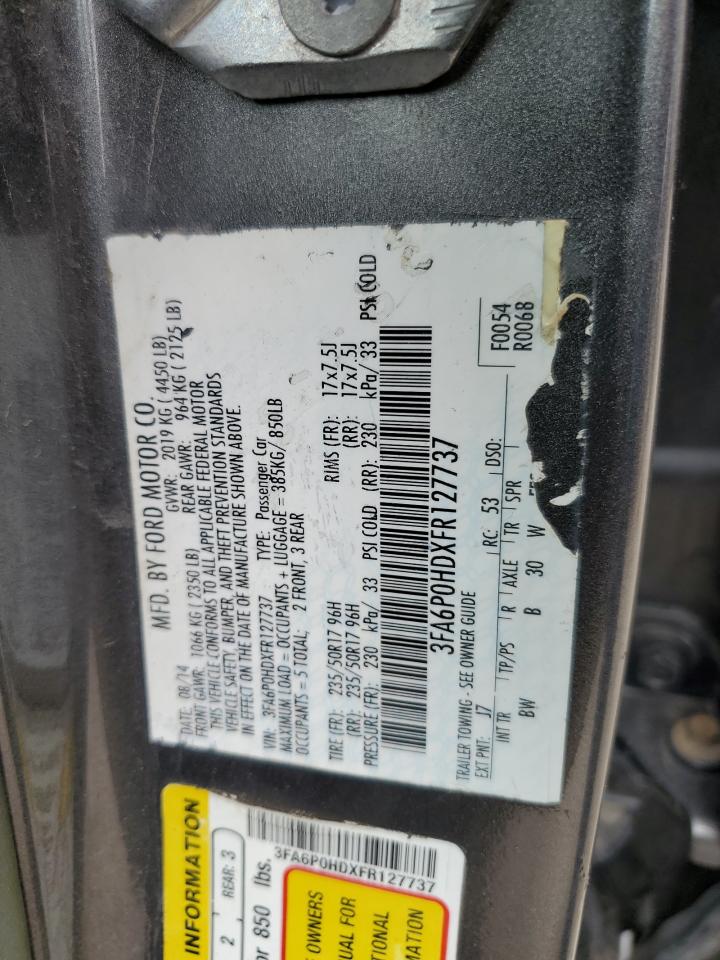 MFD. BY FORD MOTOR CO.
DATE: 08/14 GVWR: 2019 KG ( 4450 LB)
FRONT GAWR: 1066 KG ( 2350 LB) REAR GAWR: 964 KG ( 2125 LB)
THIS VEHICLE CONFORMS TO ALL APPLICABLE FEDERAL MOTOR
VEHICLE SAFETY, BUMPER, AND THEFT PREVENTION STANDARDS
IN EFFECT ON THE DATE OF MANUFACTURE SHOWN ABOVE.
VIN: 3FA6P0HDXFR127737 TYPE: Passenger Car
MAXIMUM LOAD = OCCUPANTS + LUGGAGE = 385KG/ 850LB
OCCUPANTS = 5 TOTAL; 2 FRONT, 3 REAR
TIRE (FR): 235/50R17 96H RIMS (FR): 17x7.5J
(RR): 235/50R17 96H (RR): 17x7.5J
PRESSURE (FR): 230 kPa/ 33 PSI COLD (RR): 230 kPa/ 33 PSI COLD
3FA6P0HDXFR127737
F0054
R0068
TRAILER TOWING - SEE OWNER GUIDE
EXT PNT: J7 RC: 53 DSO:
INT TR TP/PS R AXLE TR SPR
BW B 30 W
INFORMATION
2 REAR: 3
or 850 lbs.
3FA6P0HDXFR127737
OWNERS
UAL FOR
TIONAL
MATION